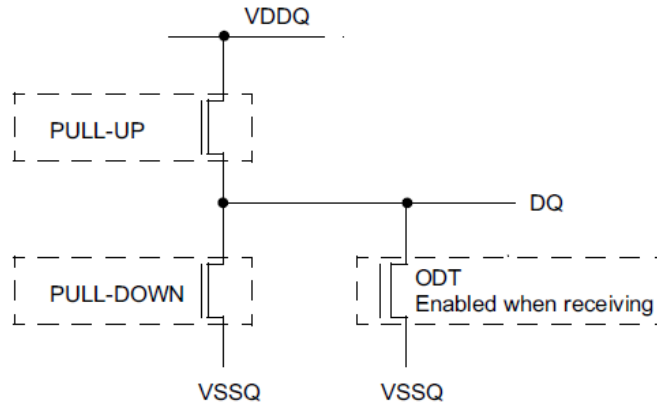 VDDQ
PULL-UP
DQ
PULL-DOWN
ODT
Enabled when receiving
VSSQ
VSSQ